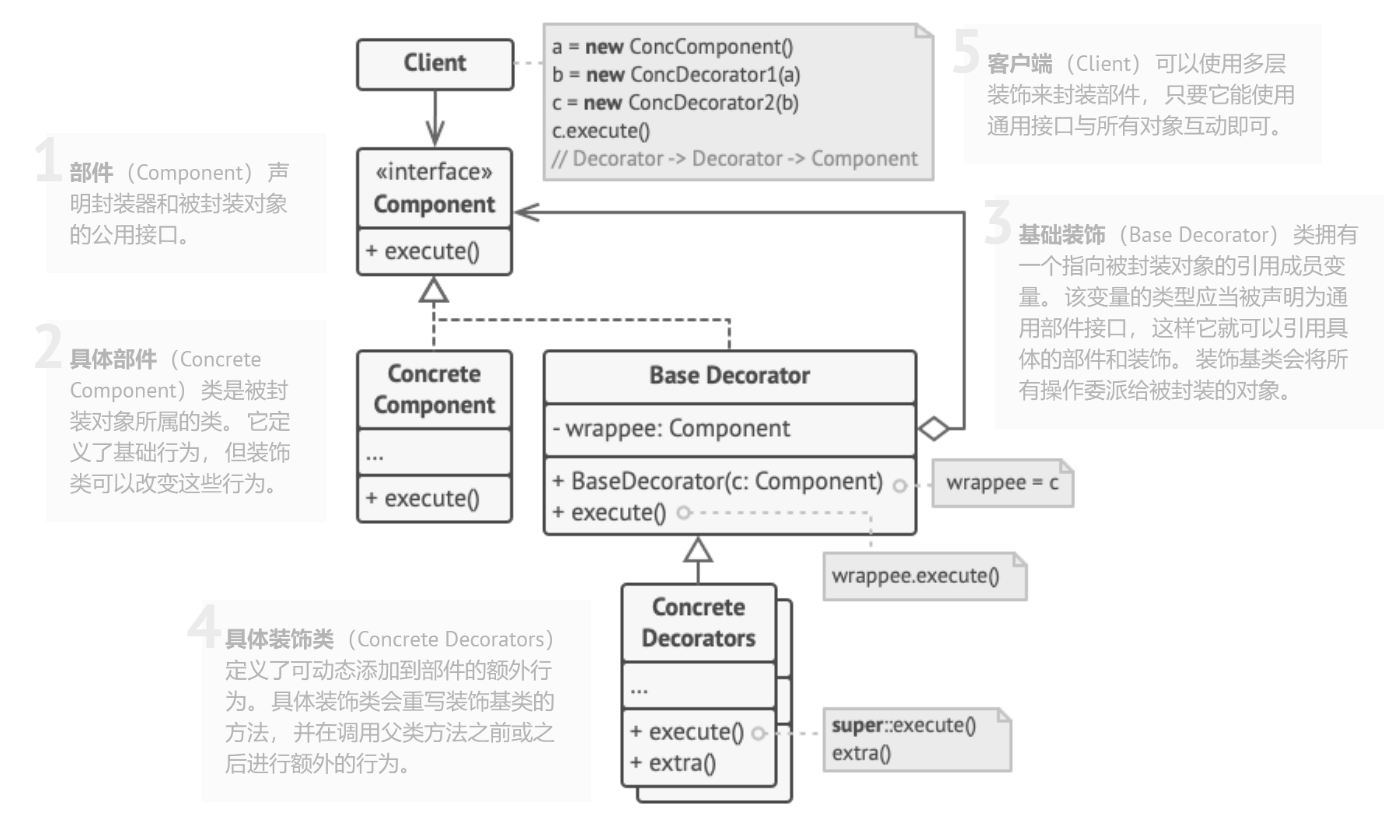 Client
a = new ConcComponent()
b = new ConcDecorator1(a)
c = new ConcDecorator2(b)
c.execute()
// Decorator -> Decorator -> Component
5
客户端（Client）可以使用多层
装饰来封装部件，只要它能使用
通用接口与所有对象互动即可。
1
部件（Component）声
明封装器和被封装对象
的公用接口。
«interface»
Component
+ execute()
3
基础装饰（Base Decorator）类拥有
一个指向被封装对象的引用成员变
量。该变量的类型应当被声明为通
用部件接口，这样它就可以引用具
体的部件和装饰。装饰基类会将所
有操作委派给被封装的对象。
2
具体部件（Concrete
Component）类是被封
装对象所属的类。它定
义了基础行为，但装饰
类可以改变这些行为。
Concrete
Component
...
+ execute()
Base Decorator
- wrappee: Component
+ BaseDecorator(c: Component)
+ execute()
wrappee = c
wrappee.execute()
4
具体装饰类（Concrete Decorators）
定义了可动态添加到部件的额外行
为。具体装饰类会重写装饰基类的
方法，并在调用父类方法之前或之
后进行额外的行为。
Concrete
Decorators
...
+ execute()
+ extra()
super::execute()
extra()